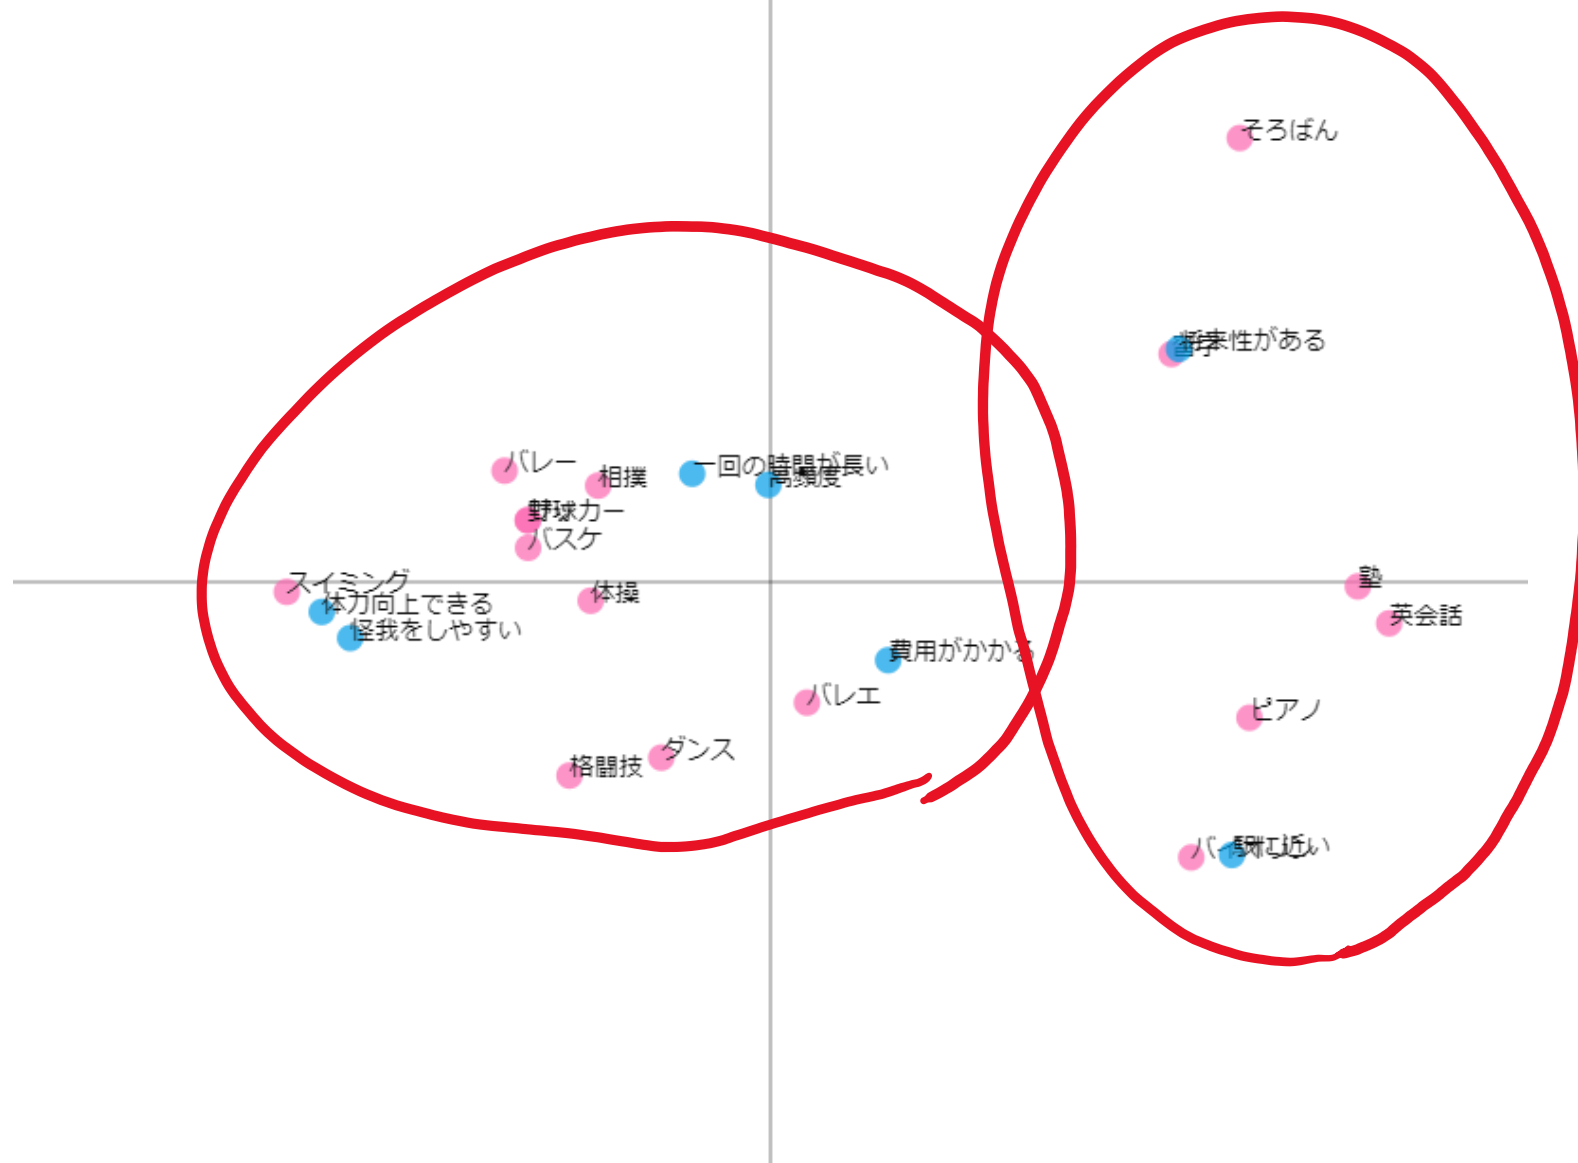 そろばん
将来性がある
バレー
一回の時間が長い
相撲
高頻度
バスケ
スイミング
体操
体力向上できる
怪我をしやすい
塾
英会話
費用がかかる
バレエ
ピアノ
ダンス
格闘技
駅に近い